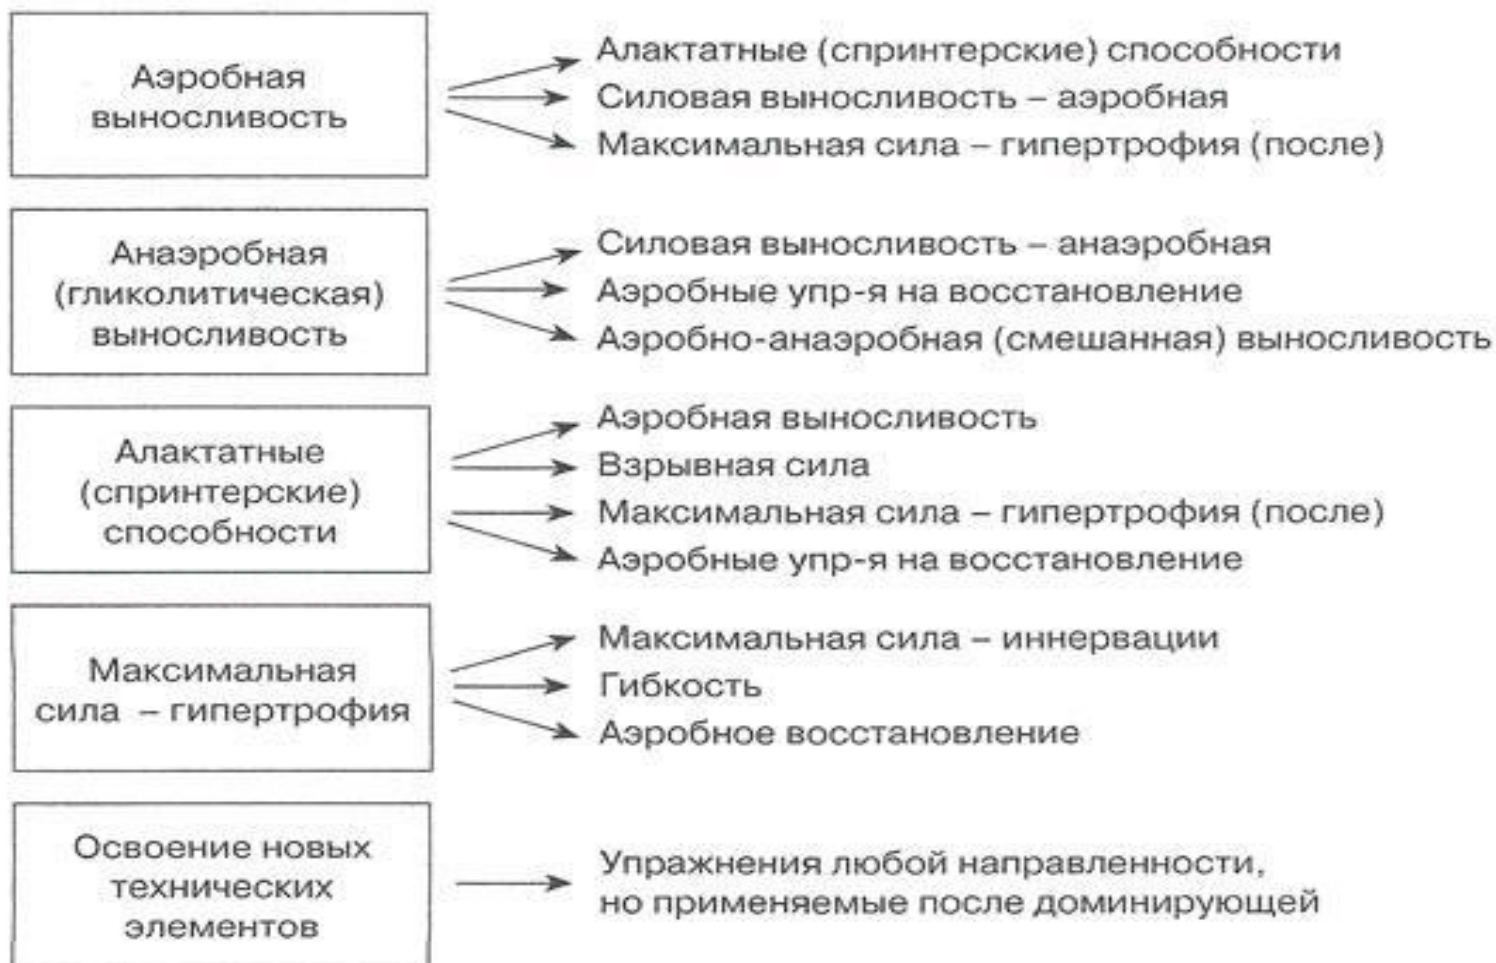 Аэробная
выносливость
Алактатные (спринтерские) способности
Силовая выносливость – аэробная
Максимальная сила – гипертрофия (после)
Анаэробная
(гликолитическая)
выносливость
Силовая выносливость – анаэробная
Аэробные упр-я на восстановление
Аэробно-анаэробная (смешанная) выносливость
Алактатные
(спринтерские)
способности
Аэробная выносливость
Взрывная сила
Максимальная сила – гипертрофия (после)
Аэробные упр-я на восстановление
Максимальная
сила – гипертрофия
Максимальная сила – иннервации
Гибкость
Аэробное восстановление
Освоение новых
технических
элементов
Упражнения любой направленности,
но применяемые после доминирующей